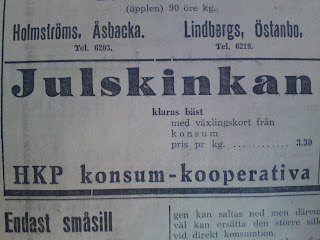 (äpplen) 90 öre kg.
Holmströms, Åsbacka.
Tel. 6203.
Lindbergs, Östanbo.
Tel. 6219.
Julskinkan
klaras bäst
med växlingskort från
konsum
pris pr kg. ............ 3.30
HKP konsum-kooperativa
Endast småsill
gen kan saltas ned men däremo
väl kan ersätta den större sille
vid direkt konsumtion.